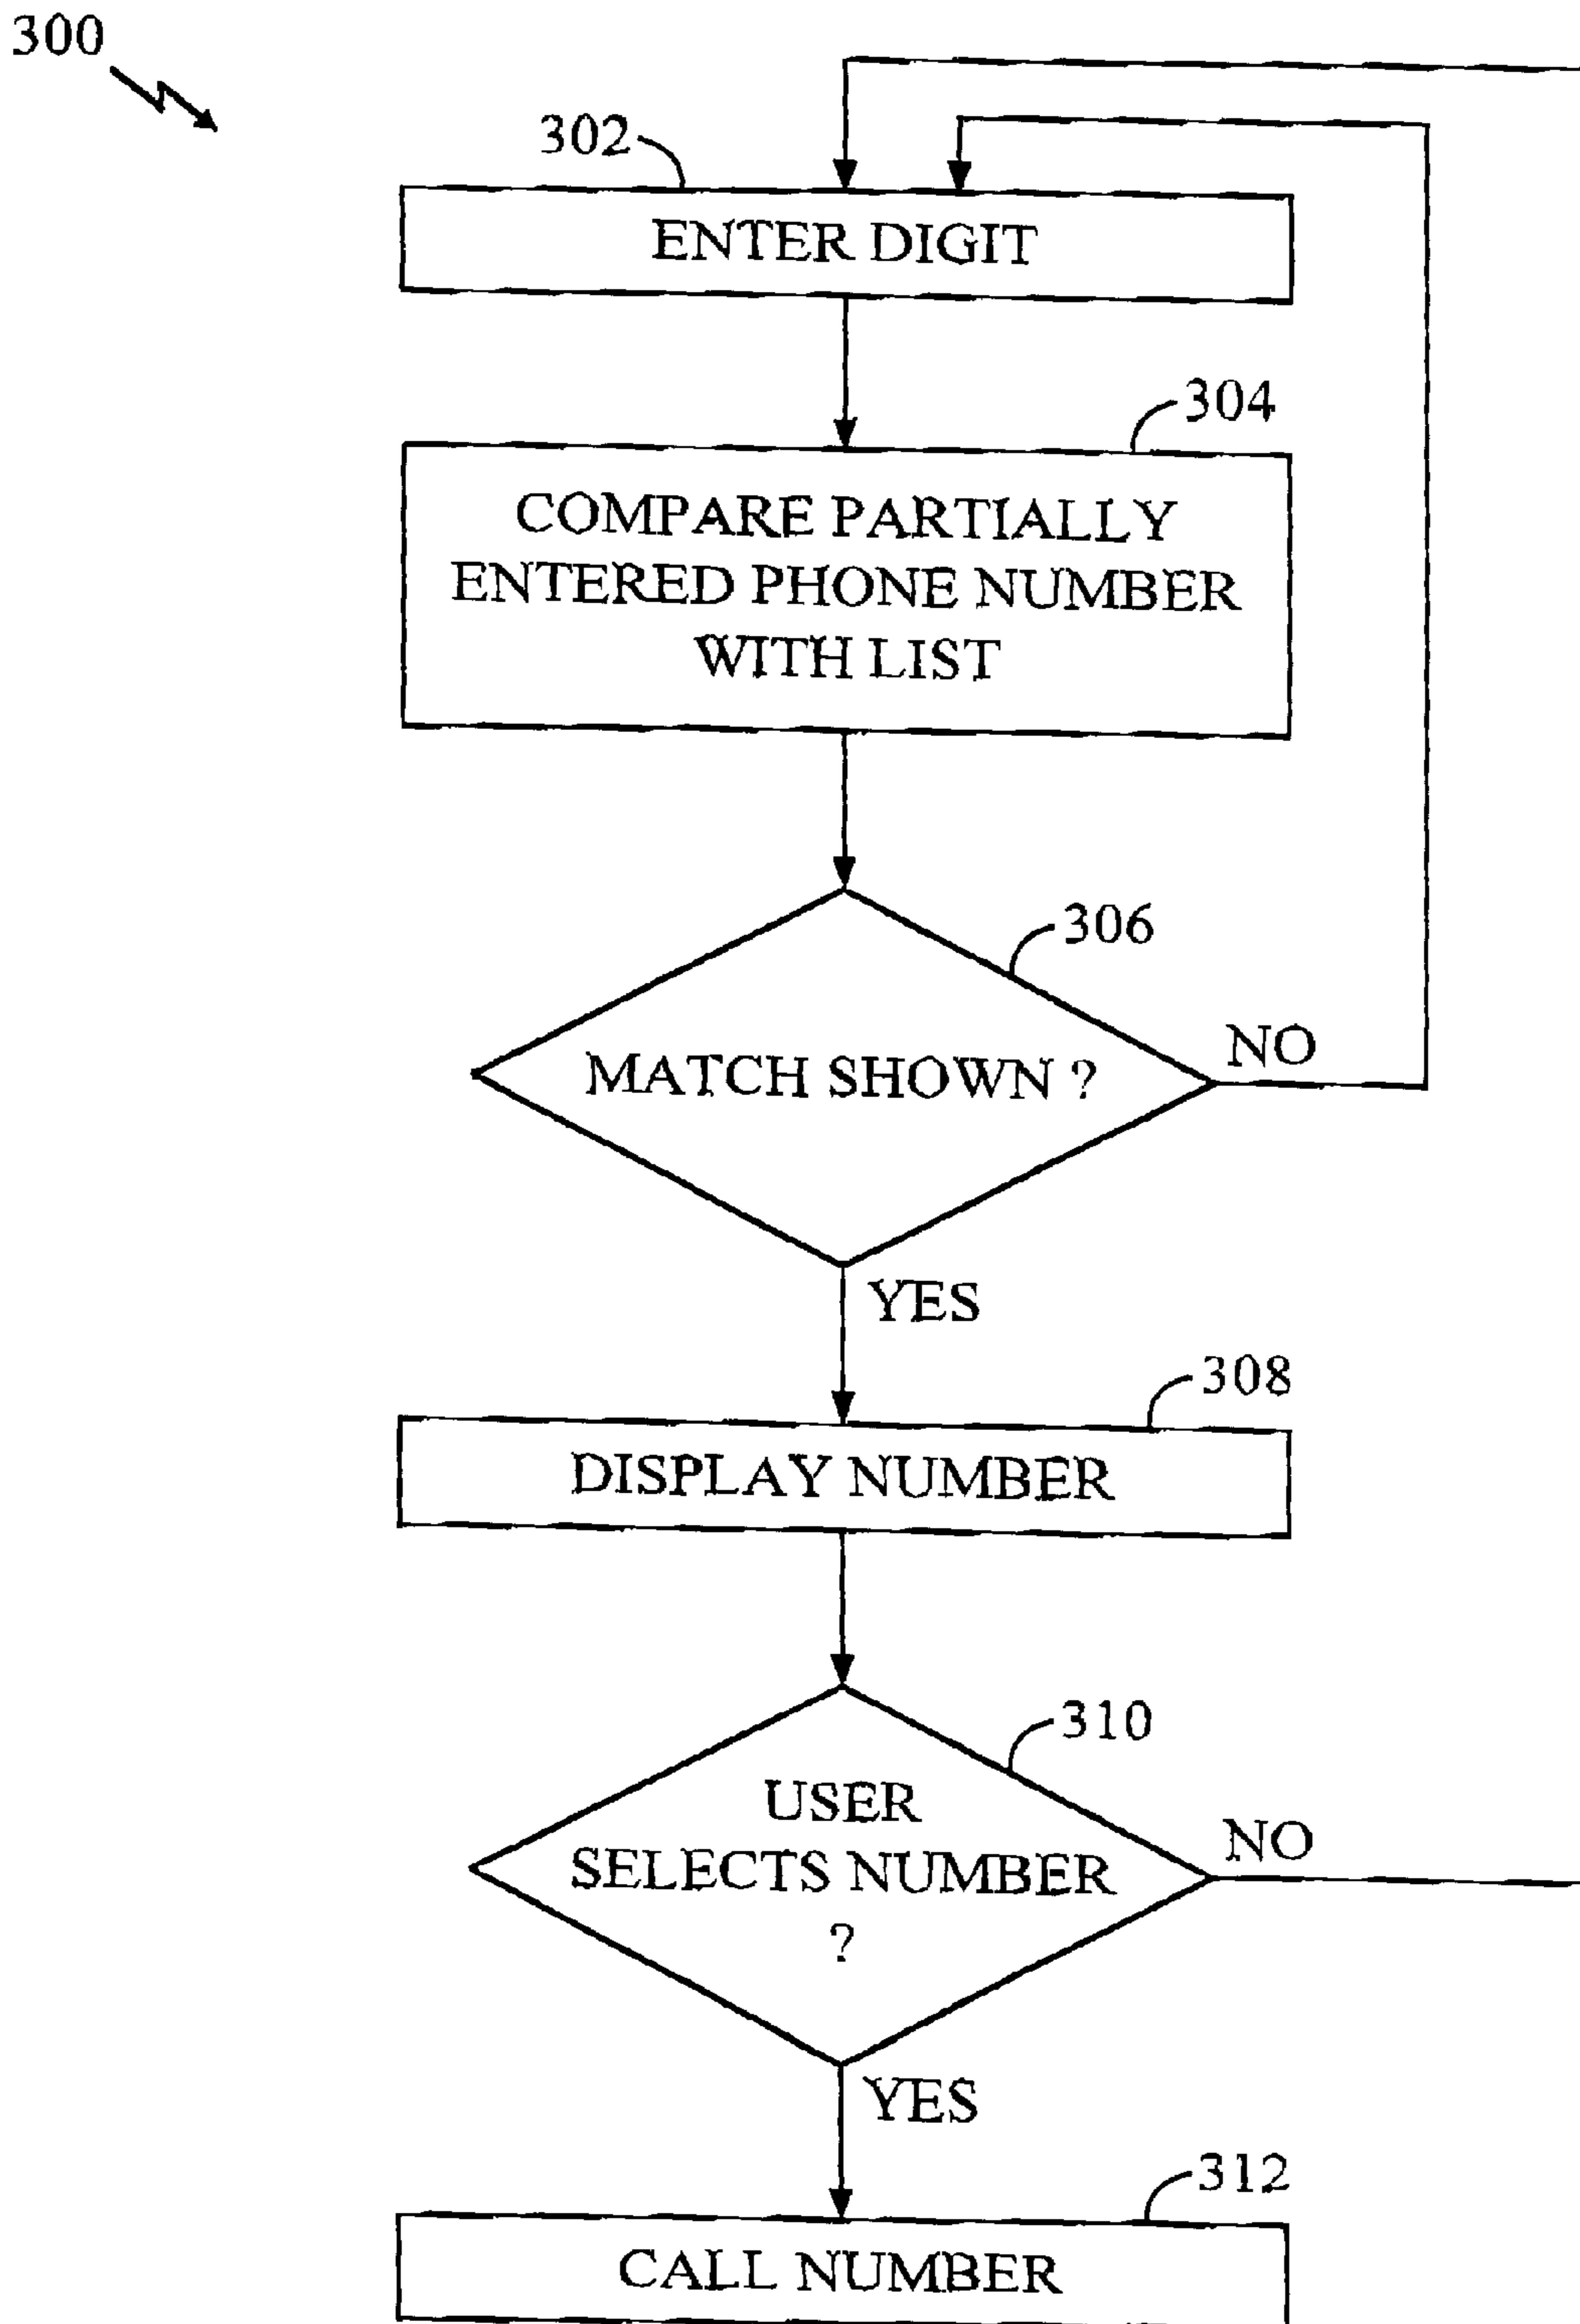 300
302
ENTER DIGIT
304
COMPARE PARTIALLY
ENTERED PHONE NUMBER
WITH LIST
306
MATCH SHOWN ?
NO
YES
308
DISPLAY NUMBER
310
USER
SELECTS NUMBER
?
NO
YES
312
CALL NUMBER